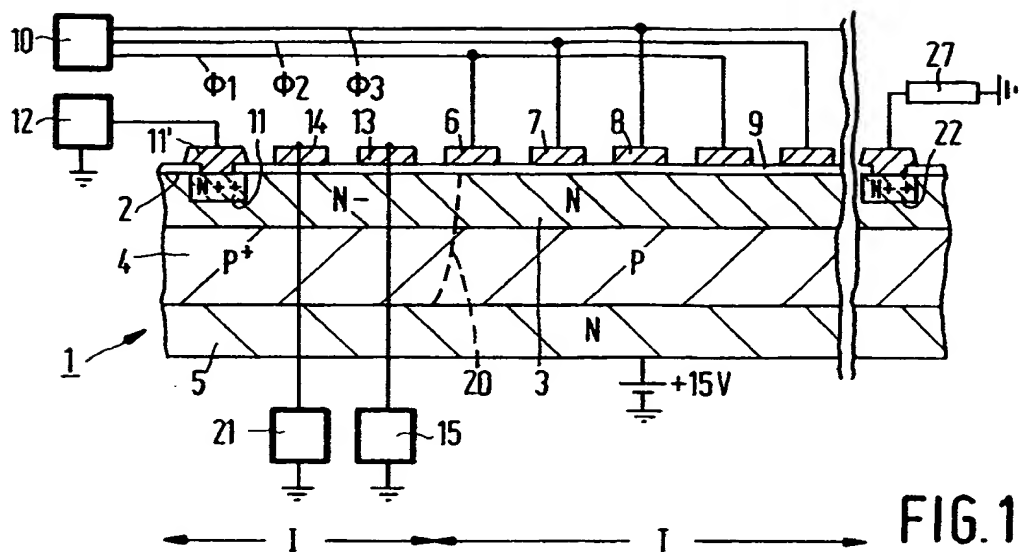 10
Φ1 Φ2 Φ3
12
27
11' 11 14 13 6 7 8 9 22
N++ N++
2 N- N
4 P+ P
N
1
5 20 3 +15V
21 15
I T
FIG.1